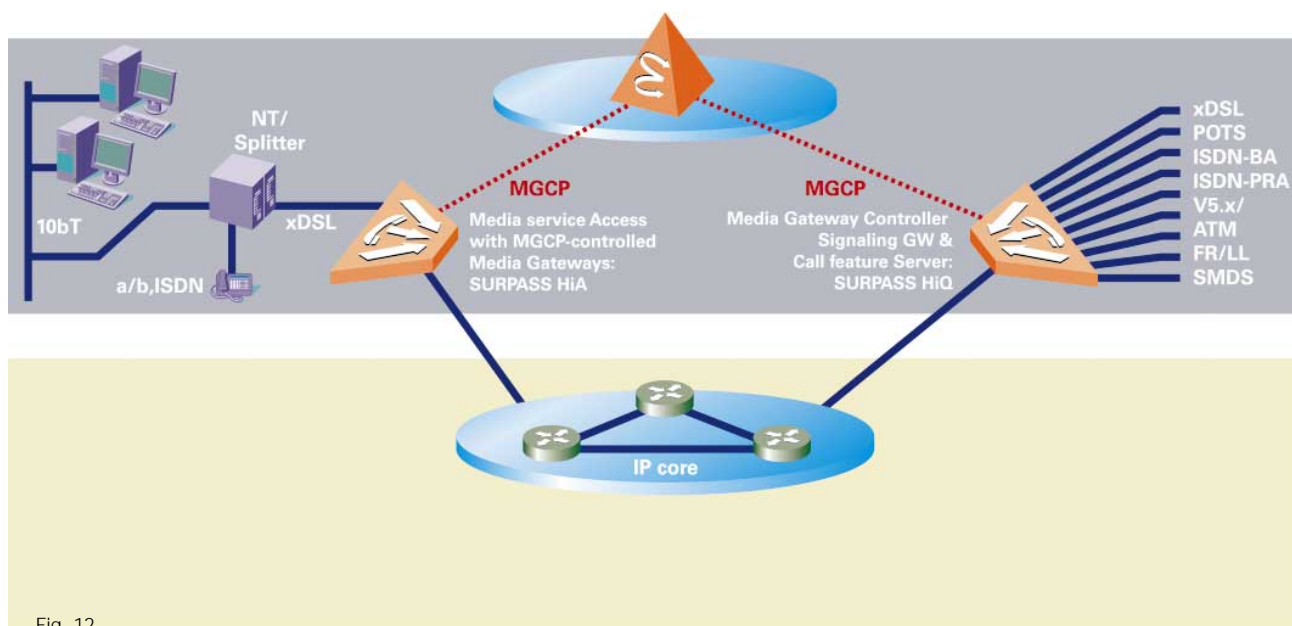 NT/
Splitter
10bT
xDSL
a/b,ISDN
MGCP
Media service Access
with MGCP-controlled
Media Gateways:
SURPASS HiA
MGCP
Media Gateway Controller
Signaling GW &
Call feature Server:
SURPASS HiQ
xDSL
POTS
ISDN-BA
ISDN-PRA
V5.x/
ATM
FR/LL
SMDS
IP core
Fig. 12